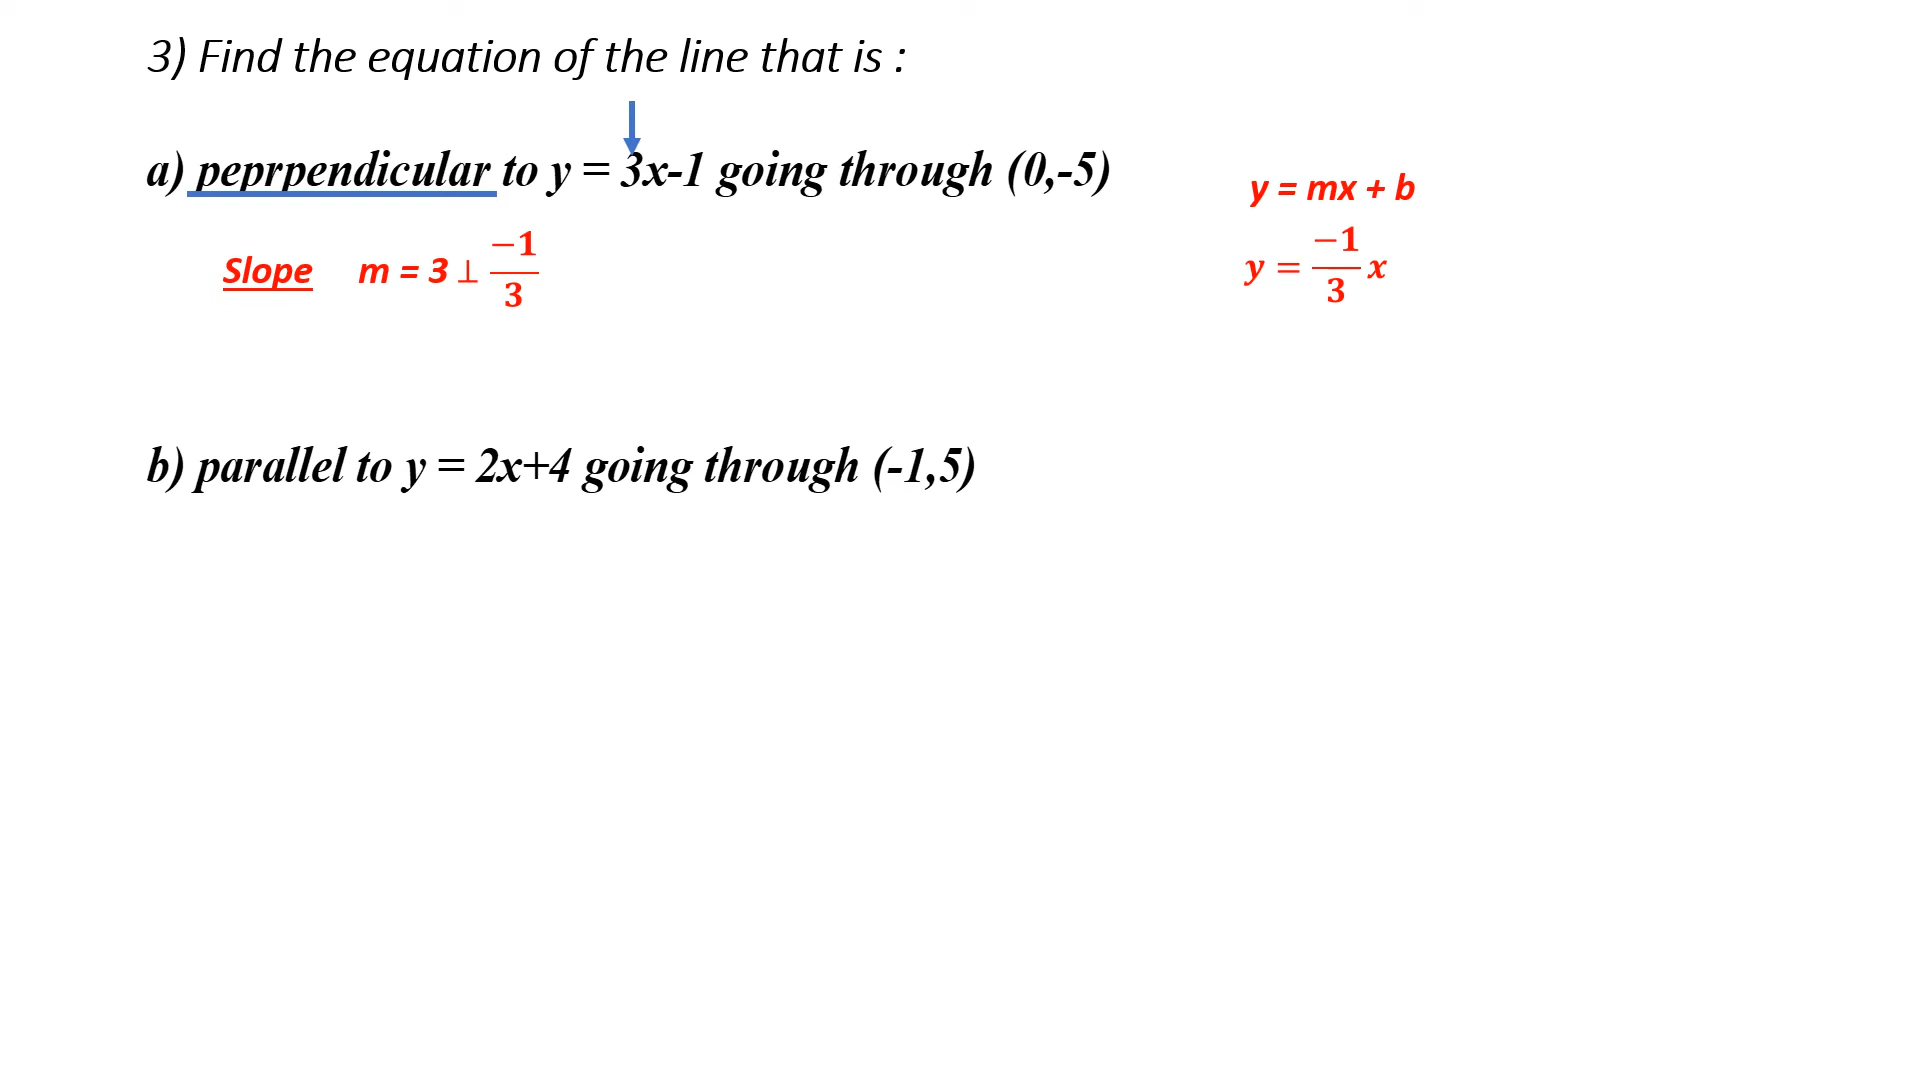 3) Find the equation of the line that is :
a) peprpendicular to y = 3x-1 going through (0,-5)
y = mx + b
Slope m = 3 ⊥ −1/3
y = −1/3 x
b) parallel to y = 2x+4 going through (-1,5)